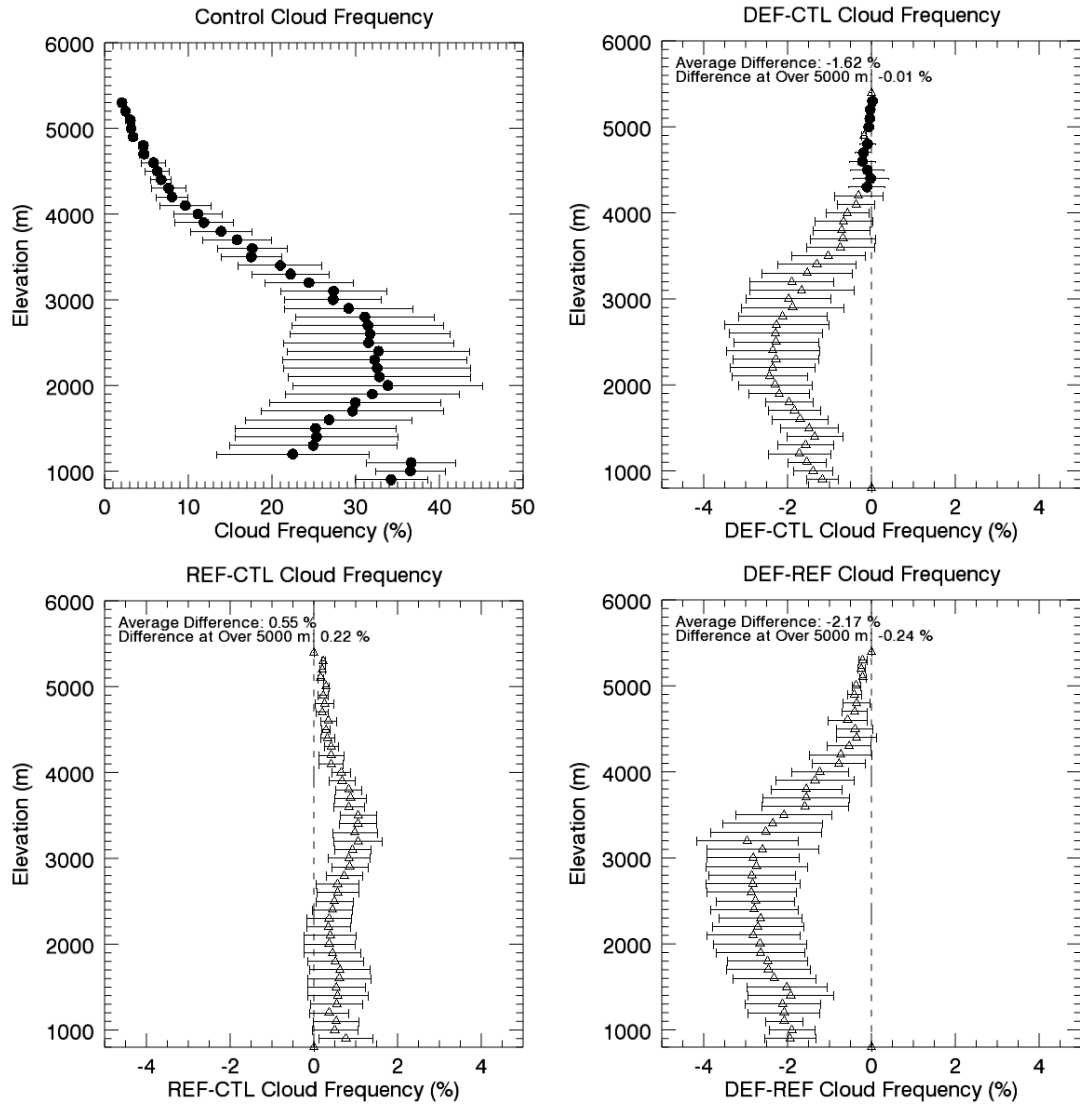 Control Cloud Frequency
6000
5000
4000
3000
2000
1000
Elevation (m)
0 10 20 30 40 50
Cloud Frequency (%)
DEF-CTL Cloud Frequency
Average Difference: -1.62 %
Difference at Over 5000 m -0.01 %
6000
5000
4000
3000
2000
1000
Elevation (m)
-4 -2 0 2 4
DEF-CTL Cloud Frequency (%)
REF-CTL Cloud Frequency
Average Difference: 0.55 %
Difference at Over 5000 m 0.22 %
6000
5000
4000
3000
2000
1000
Elevation (m)
-4 -2 0 2 4
REF-CTL Cloud Frequency (%)
DEF-REF Cloud Frequency
Average Difference: -2.17 %
Difference at Over 5000 m -0.24 %
6000
5000
4000
3000
2000
1000
Elevation (m)
-4 -2 0 2 4
DEF-REF Cloud Frequency (%)